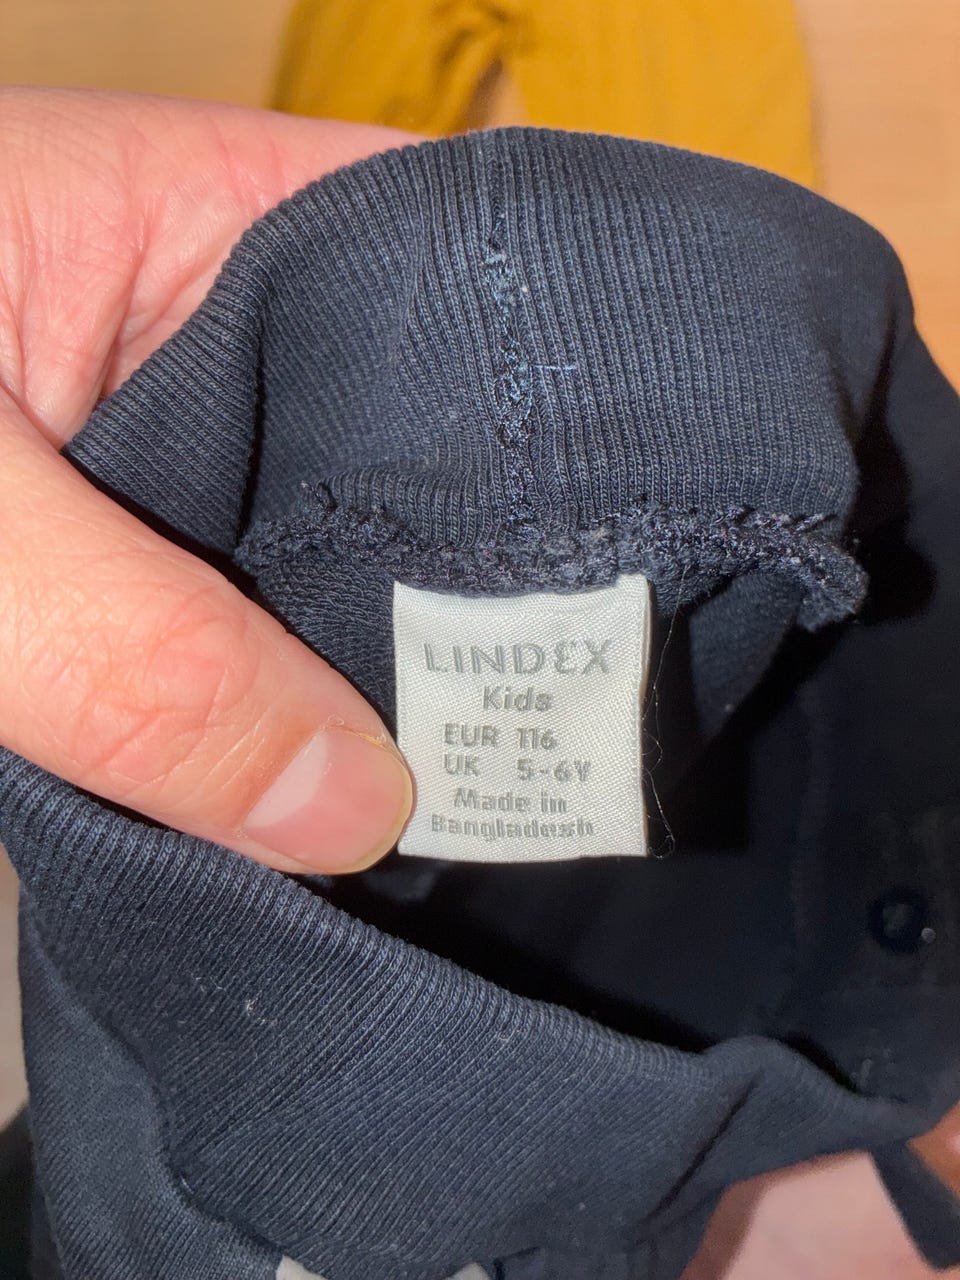 LINDEX
Kids
EUR 116
UK 5-6Y
Made in
Bangladesh